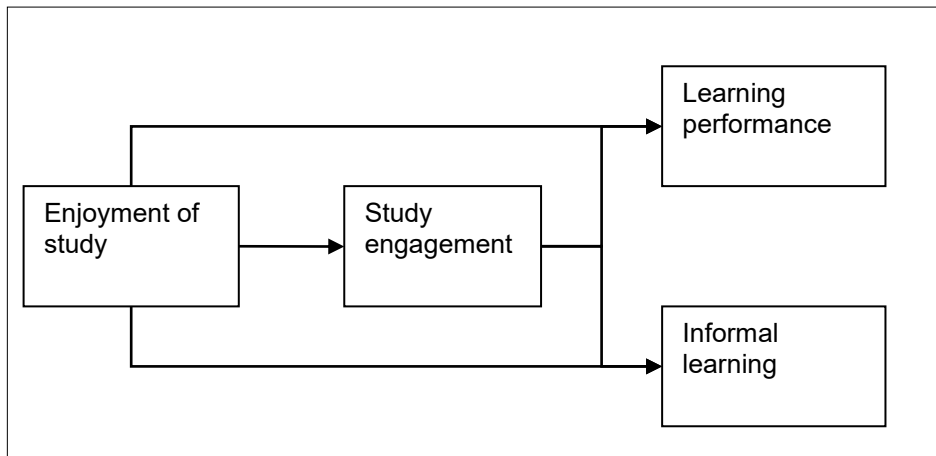 Enjoyment of
study
Study
engagement
Learning
performance
Informal
learning